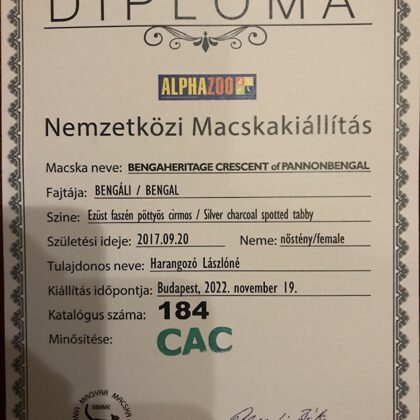 DIPLOMA
ALPHAZOO
Nemzetközi Macskakiállítás
Macska neve: BENGAHERITAGE CRESCENT of PANNONBENGAL
Fajtája: BENGÁLI / BENGAL
Szine: Ezüst faszén pöttyös cirmos / Silver charcoal spotted tabby
Születési ideje: 2017.09.20 Neme: nőstény/female
Tulajdonos neve: Harangozó Lászlóné
Kiállítás időpontja: Budapest, 2022. november 19.
Katalógus száma: 184
Minősítése: CAC
MAGYAR MACSKA